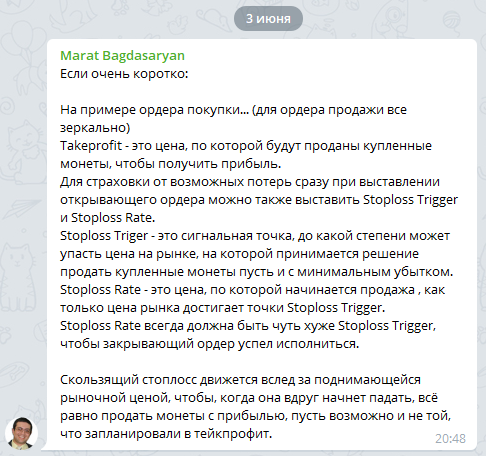 3 июня
Marat Bagdasaryan
Если очень коротко:
На примере ордера покупки... (для ордера продажи все
зеркально)
Takeprofit - это цена, по которой будут проданы купленные
монеты, чтобы получить прибыль.
Для страховки от возможных потерь сразу при выставлении
открывающего ордера можно также выставить Stoploss Trigger
и Stoploss Rate.
Stoploss Triger - это сигнальная точка, до какой степени может
упасть цена на рынке, на которой принимается решение
продать купленные монеты пусть и с минимальным убытком.
Stoploss Rate - это цена, по которой начинается продажа , как
только цена рынка достигает точки Stoploss Trigger.
Stoploss Rate всегда должна быть чуть хуже Stoploss Trigger,
чтобы закрывающий ордер успел исполниться.
Скользящий стоплосс движется вслед за поднимающейся
рыночной ценой, чтобы, когда она вдруг начнет падать, всё
равно продать монеты с прибылью, пусть возможно и не той,
что запланировали в тейкпрофит.
20:48